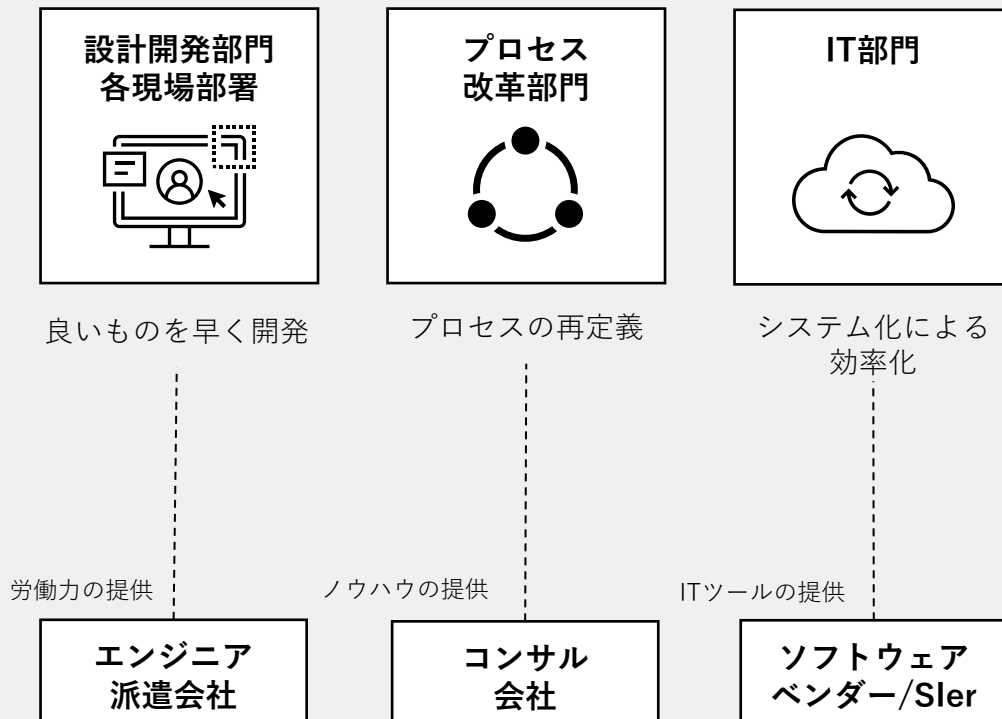 設計開発部門
各現場部署
プロセス
改革部門
IT部門
良いものを早く開発
プロセスの再定義
システム化による
効率化
労働力の提供
ノウハウの提供
ITツールの提供
エンジニア
派遣会社
コンサル
会社
ソフトウェア
ベンダー/SIer